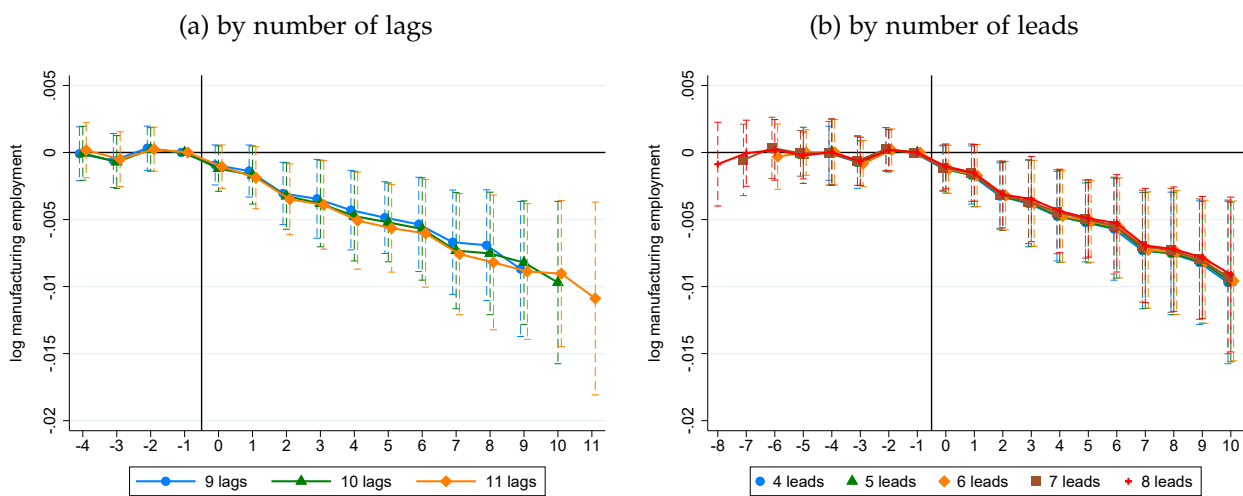 (a) by number of lags
log manufacturing employment
.005
0
-.005
-.01
-.015
-.02
-4 -3 -2 -1 0 1 2 3 4 5 6 7 8 9 10 11
9 lags 10 lags 11 lags
(b) by number of leads
log manufacturing employment
.005
0
-.005
-.01
-.015
-.02
-8 -7 -6 -5 -4 -3 -2 -1 0 1 2 3 4 5 6 7 8 9 10
4 leads 5 leads 6 leads 7 leads 8 leads